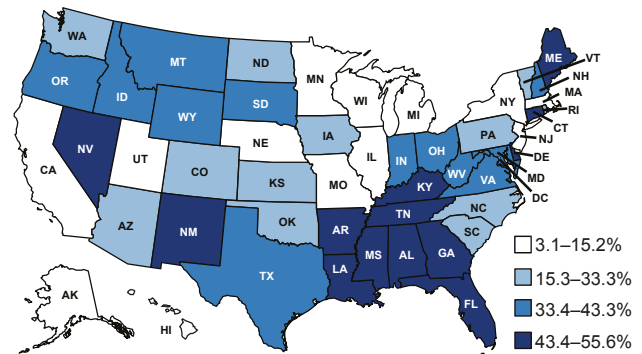 WA
MT
ND
MN
ME
VT
NH
MA
RI
CT
NJ
DE
MD
DC
OR
ID
WY
SD
WI
MI
NY
NV
UT
CO
NE
IA
IL
IN
OH
PA
WV
VA
CA
AZ
NM
KS
MO
KY
OK
TN
NC
SC
TX
AR
LA
MS
AL
GA
FL
AK
HI
3.1–15.2%
15.3–33.3%
33.4–43.3%
43.4–55.6%